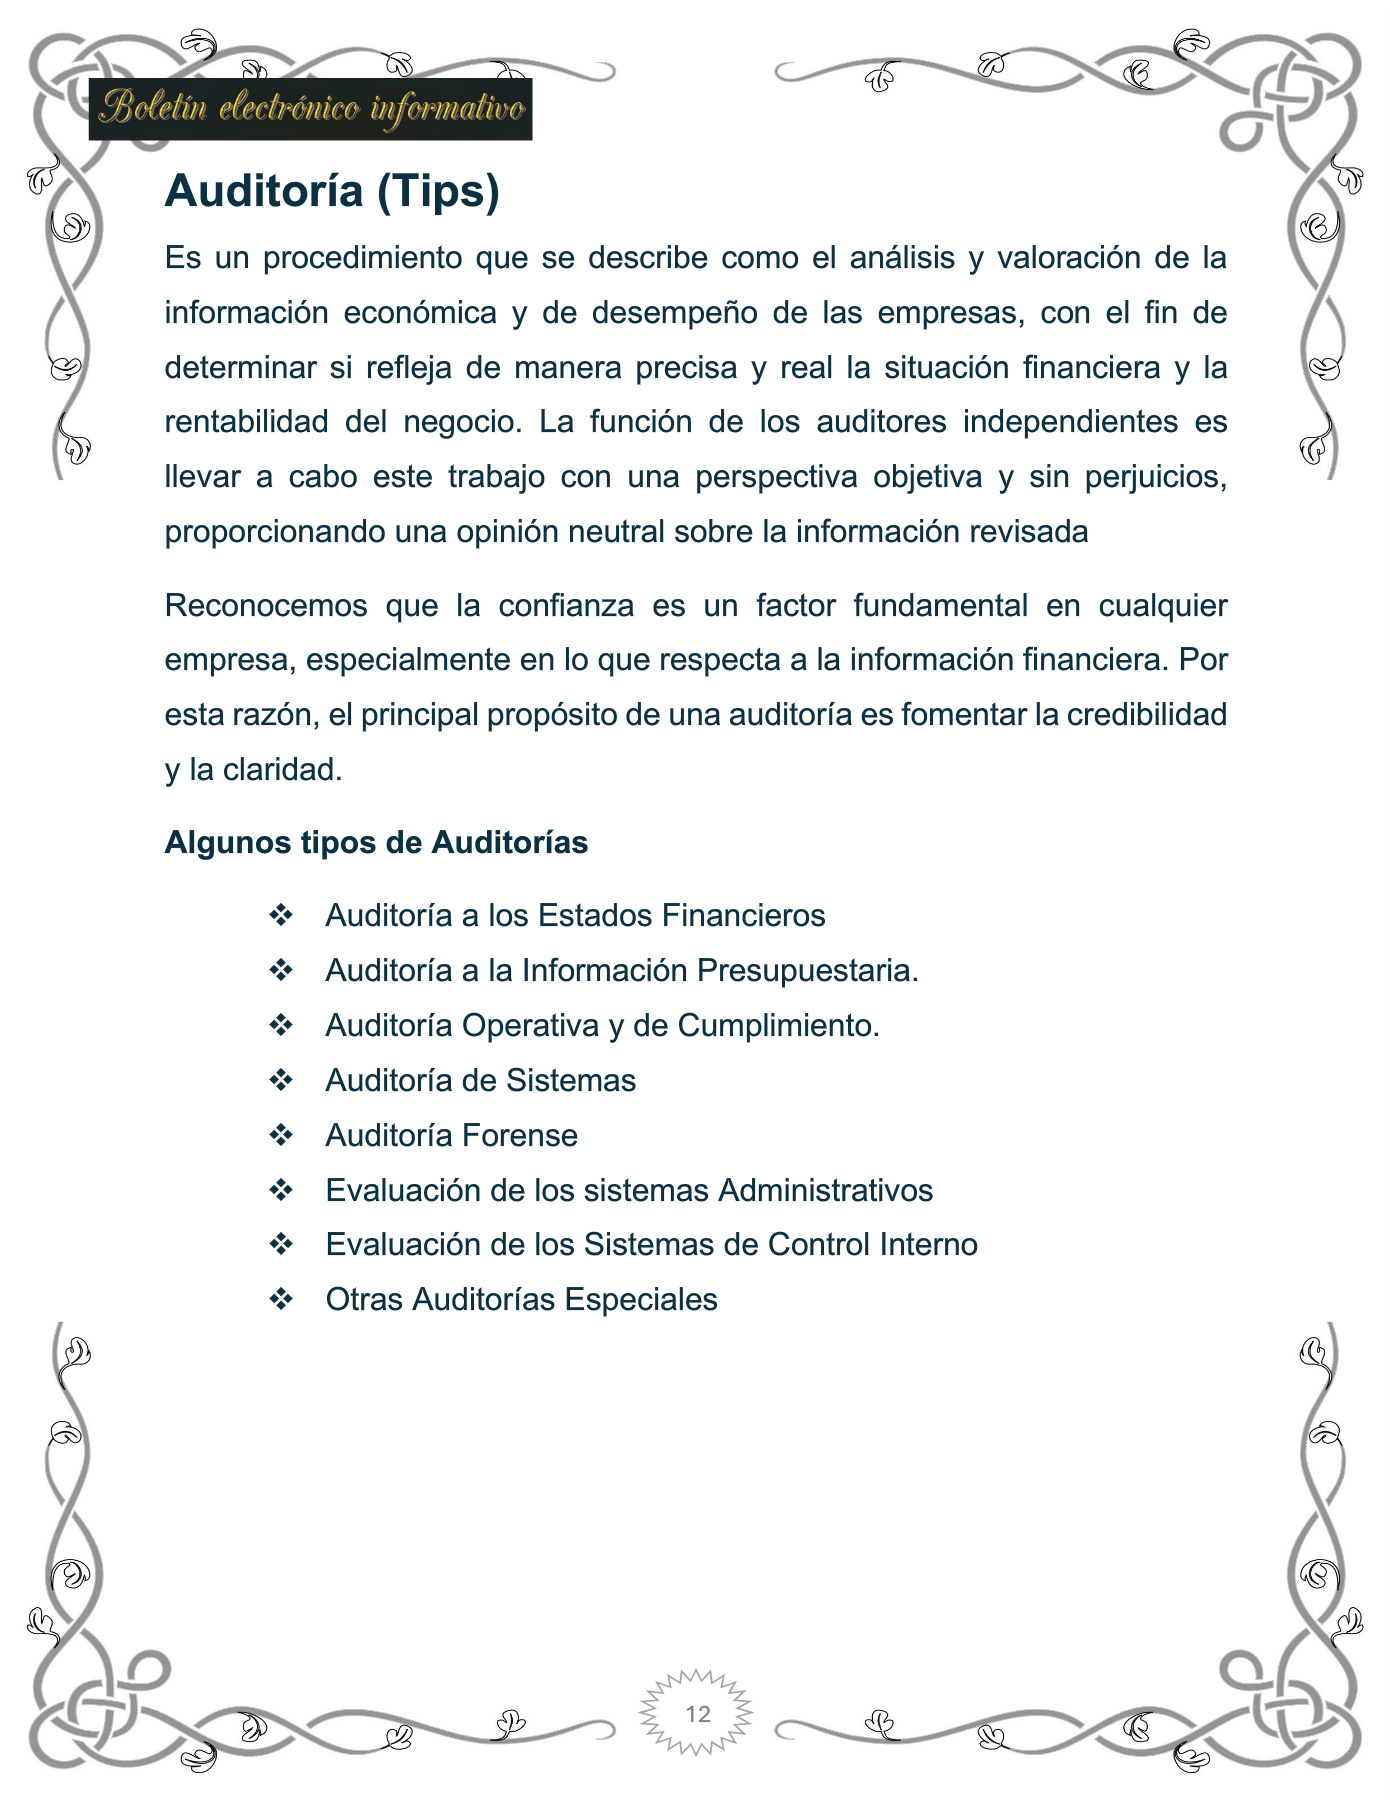 Boletín electrónico informativo
Auditoría (Tips)
Es un procedimiento que se describe como el análisis y valoración de la
información económica y de desempeño de las empresas, con el fin de
determinar si refleja de manera precisa y real la situación financiera y la
rentabilidad del negocio. La función de los auditores independientes es
llevar a cabo este trabajo con una perspectiva objetiva y sin perjuicios,
proporcionando una opinión neutral sobre la información revisada
Reconocemos que la confianza es un factor fundamental en cualquier
empresa, especialmente en lo que respecta a la información financiera. Por
esta razón, el principal propósito de una auditoría es fomentar la credibilidad
y la claridad.
Algunos tipos de Auditorías
❖ Auditoría a los Estados Financieros
❖ Auditoría a la Información Presupuestaria.
❖ Auditoría Operativa y de Cumplimiento.
❖ Auditoría de Sistemas
❖ Auditoría Forense
❖ Evaluación de los sistemas Administrativos
❖ Evaluación de los Sistemas de Control Interno
❖ Otras Auditorías Especiales
12